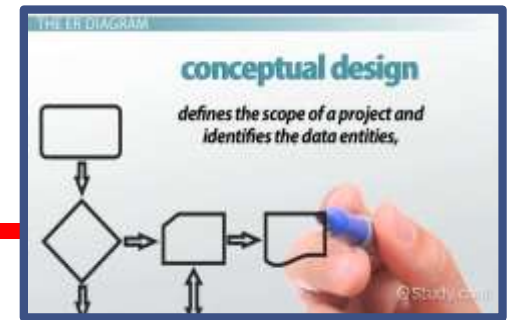 THE ER DIAGRAM
conceptual design
defines the scope of a project and
identifies the data entities,
Study.com